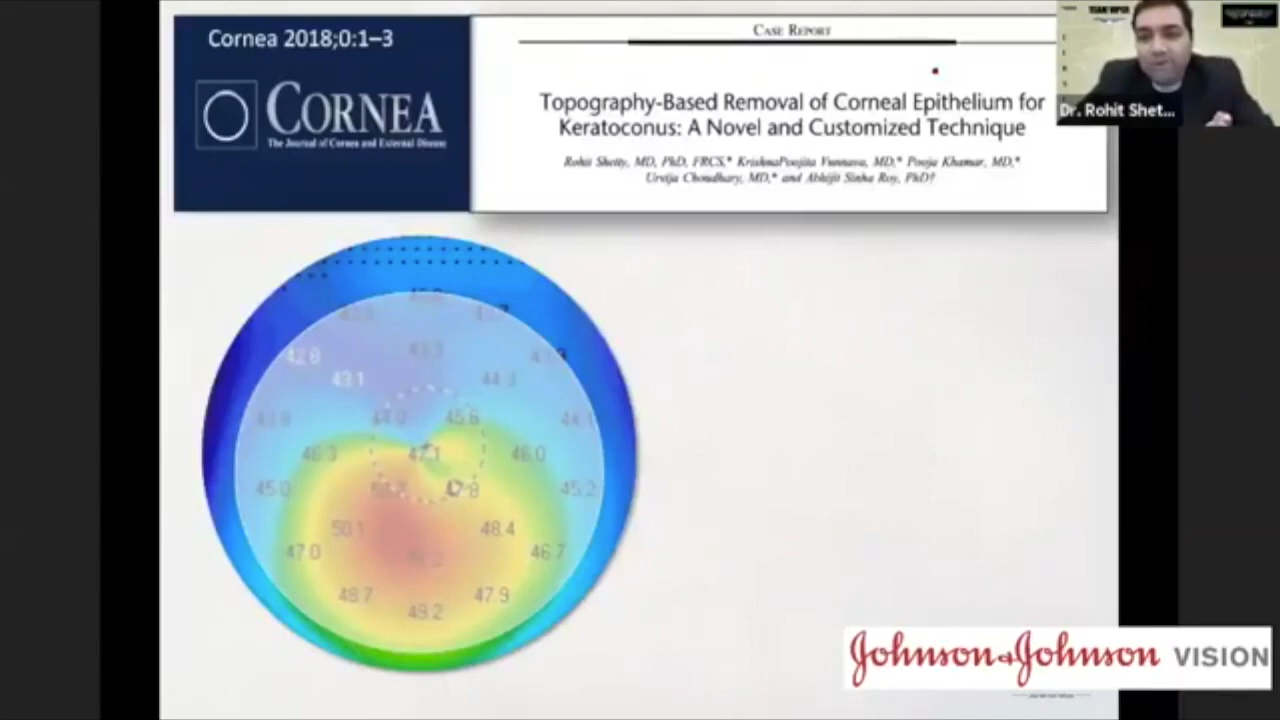 Cornea 2018;0:1–3
CORNEA
The Journal of Cornea and External Disease
CASE REPORT
Topography-Based Removal of Corneal Epithelium for
Keratoconus: A Novel and Customized Technique
Rohit Shetty, MD, PhD, FRCS,* KrishnaPoojita Vunnava, MD,* Pooja Khamar, MD,*
Urvija Choudhary, MD,* and Abhijit Sinha Roy, PhD†
Dr. Rohit Shet...
42.8
43.3
43.1
44.3
44.0
45.6
46.3
47.1
46.0
45.0
47.8
45.2
50.1
48.4
47.0
46.7
48.7
47.9
49.2
Johnson&Johnson VISION